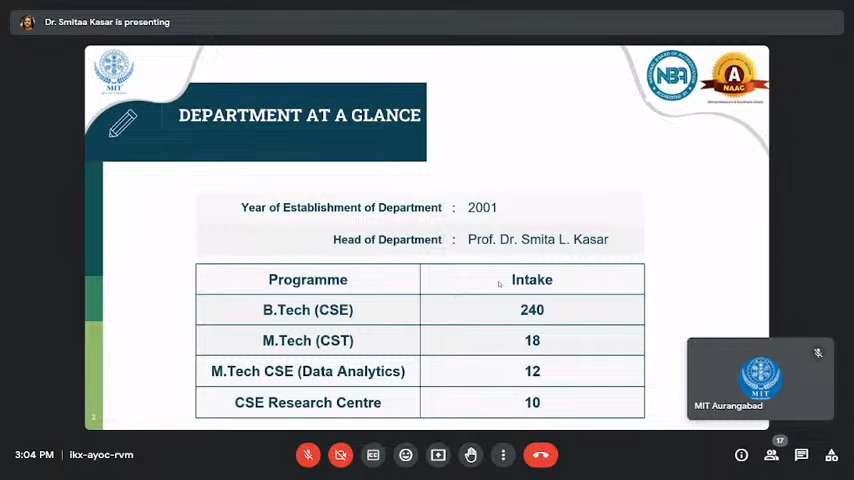 Dr. Smitaa Kasar is presenting
MIT
NBA
A
NAAC
DEPARTMENT AT A GLANCE
Year of Establishment of Department : 2001
Head of Department : Prof. Dr. Smita L. Kasar
Programme Intake
B.Tech (CSE) 240
M.Tech (CST) 18
M.Tech CSE (Data Analytics) 12
CSE Research Centre 10
2
MIT
MIT Aurangabad
3:04 PM | ikx-ayoc-rvm
17